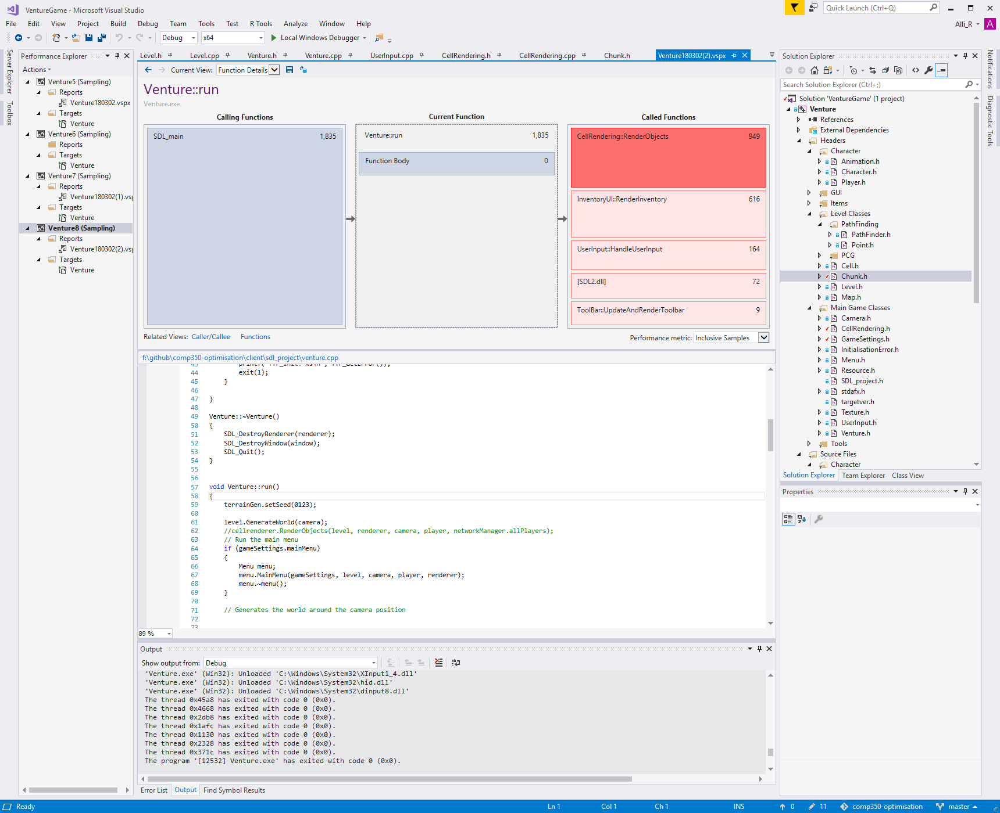 VentureGame - Microsoft Visual Studio
Quick Launch (Ctrl+Q)
File Edit View Project Build Debug Team Tools Test R Tools Analyze Window Help
Alli_R A
Debug x64 Local Windows Debugger
Server Explorer
Toolbox
Performance Explorer
Actions
Venture5 (Sampling)
Reports
Venture180302.vspx
Targets
Venture
Venture6 (Sampling)
Reports
Targets
Venture
Venture7 (Sampling)
Reports
Venture180302(1).vsp
Targets
Venture
Venture8 (Sampling)
Reports
Venture180302(2).vsp
Targets
Venture
Level.h Level.cpp Venture.h Venture.cpp UserInput.cpp CellRendering.h CellRendering.cpp Chunk.h Venture180302(2).vspx
Current View: Function Details
Venture::run
Venture.exe
Calling Functions Current Function Called Functions
SDL_main 1,835
Venture::run 1,835
Function Body 0
CellRendering::RenderObjects 949
InventoryUI::RenderInventory 616
UserInput::HandleUserInput 164
[SDL2.dll] 72
ToolBar::UpdateAndRenderToolbar 9
Related Views: Caller/Callee Functions
Performance metric: Inclusive Samples
f:\github\comp350-optimisation\client\sdl_project\venture.cpp
43 printf("TTF_Init: %s\n", TTF_GetError());
44 exit(1);
45 }
46
47 }
48
49 Venture::~Venture()
50 {
51 SDL_DestroyRenderer(renderer);
52 SDL_DestroyWindow(window);
53 SDL_Quit();
54 }
55
56
57 void Venture::run()
58 {
59 terrainGen.setSeed(0123);
60
61 level.GenerateWorld(camera);
62 //cellrenderer.RenderObjects(level, renderer, camera, player, networkManager.allPlayers);
63 // Run the main menu
64 if (gameSettings.mainMenu)
65 {
66 Menu menu;
67 menu.MainMenu(gameSettings, level, camera, player, renderer);
68 menu.~menu();
69 }
70
71 // Generates the world around the camera position
72
73
89 %
Output
Show output from: Debug
'Venture.exe' (Win32): Unloaded 'C:\Windows\System32\XInput1_4.dll'
'Venture.exe' (Win32): Unloaded 'C:\Windows\System32\hid.dll'
'Venture.exe' (Win32): Unloaded 'C:\Windows\System32\dinput8.dll'
The thread 0x45a8 has exited with code 0 (0x0).
The thread 0x4668 has exited with code 0 (0x0).
The thread 0x2db8 has exited with code 0 (0x0).
The thread 0x1afc has exited with code 0 (0x0).
The thread 0x1130 has exited with code 0 (0x0).
The thread 0x2328 has exited with code 0 (0x0).
The thread 0x371c has exited with code 0 (0x0).
The program '[12532] Venture.exe' has exited with code 0 (0x0).
Error List Output Find Symbol Results
Solution Explorer
Search Solution Explorer (Ctrl+;)
Solution 'VentureGame' (1 project)
Venture
References
External Dependencies
Headers
Character
Animation.h
Character.h
Player.h
GUI
Items
Level Classes
PathFinding
PathFinder.h
Point.h
PCG
Cell.h
Chunk.h
Level.h
Map.h
Main Game Classes
Camera.h
CellRendering.h
GameSettings.h
InitialisationError.h
Menu.h
Resource.h
SDL_project.h
stdafx.h
targetver.h
Texture.h
UserInput.h
Venture.h
Tools
Source Files
Character
Solution Explorer Team Explorer Class View
Properties
Notifications
Diagnostic Tools
Ready Ln 1 Col 1 Ch 1 INS 0 11 comp350-optimisation master